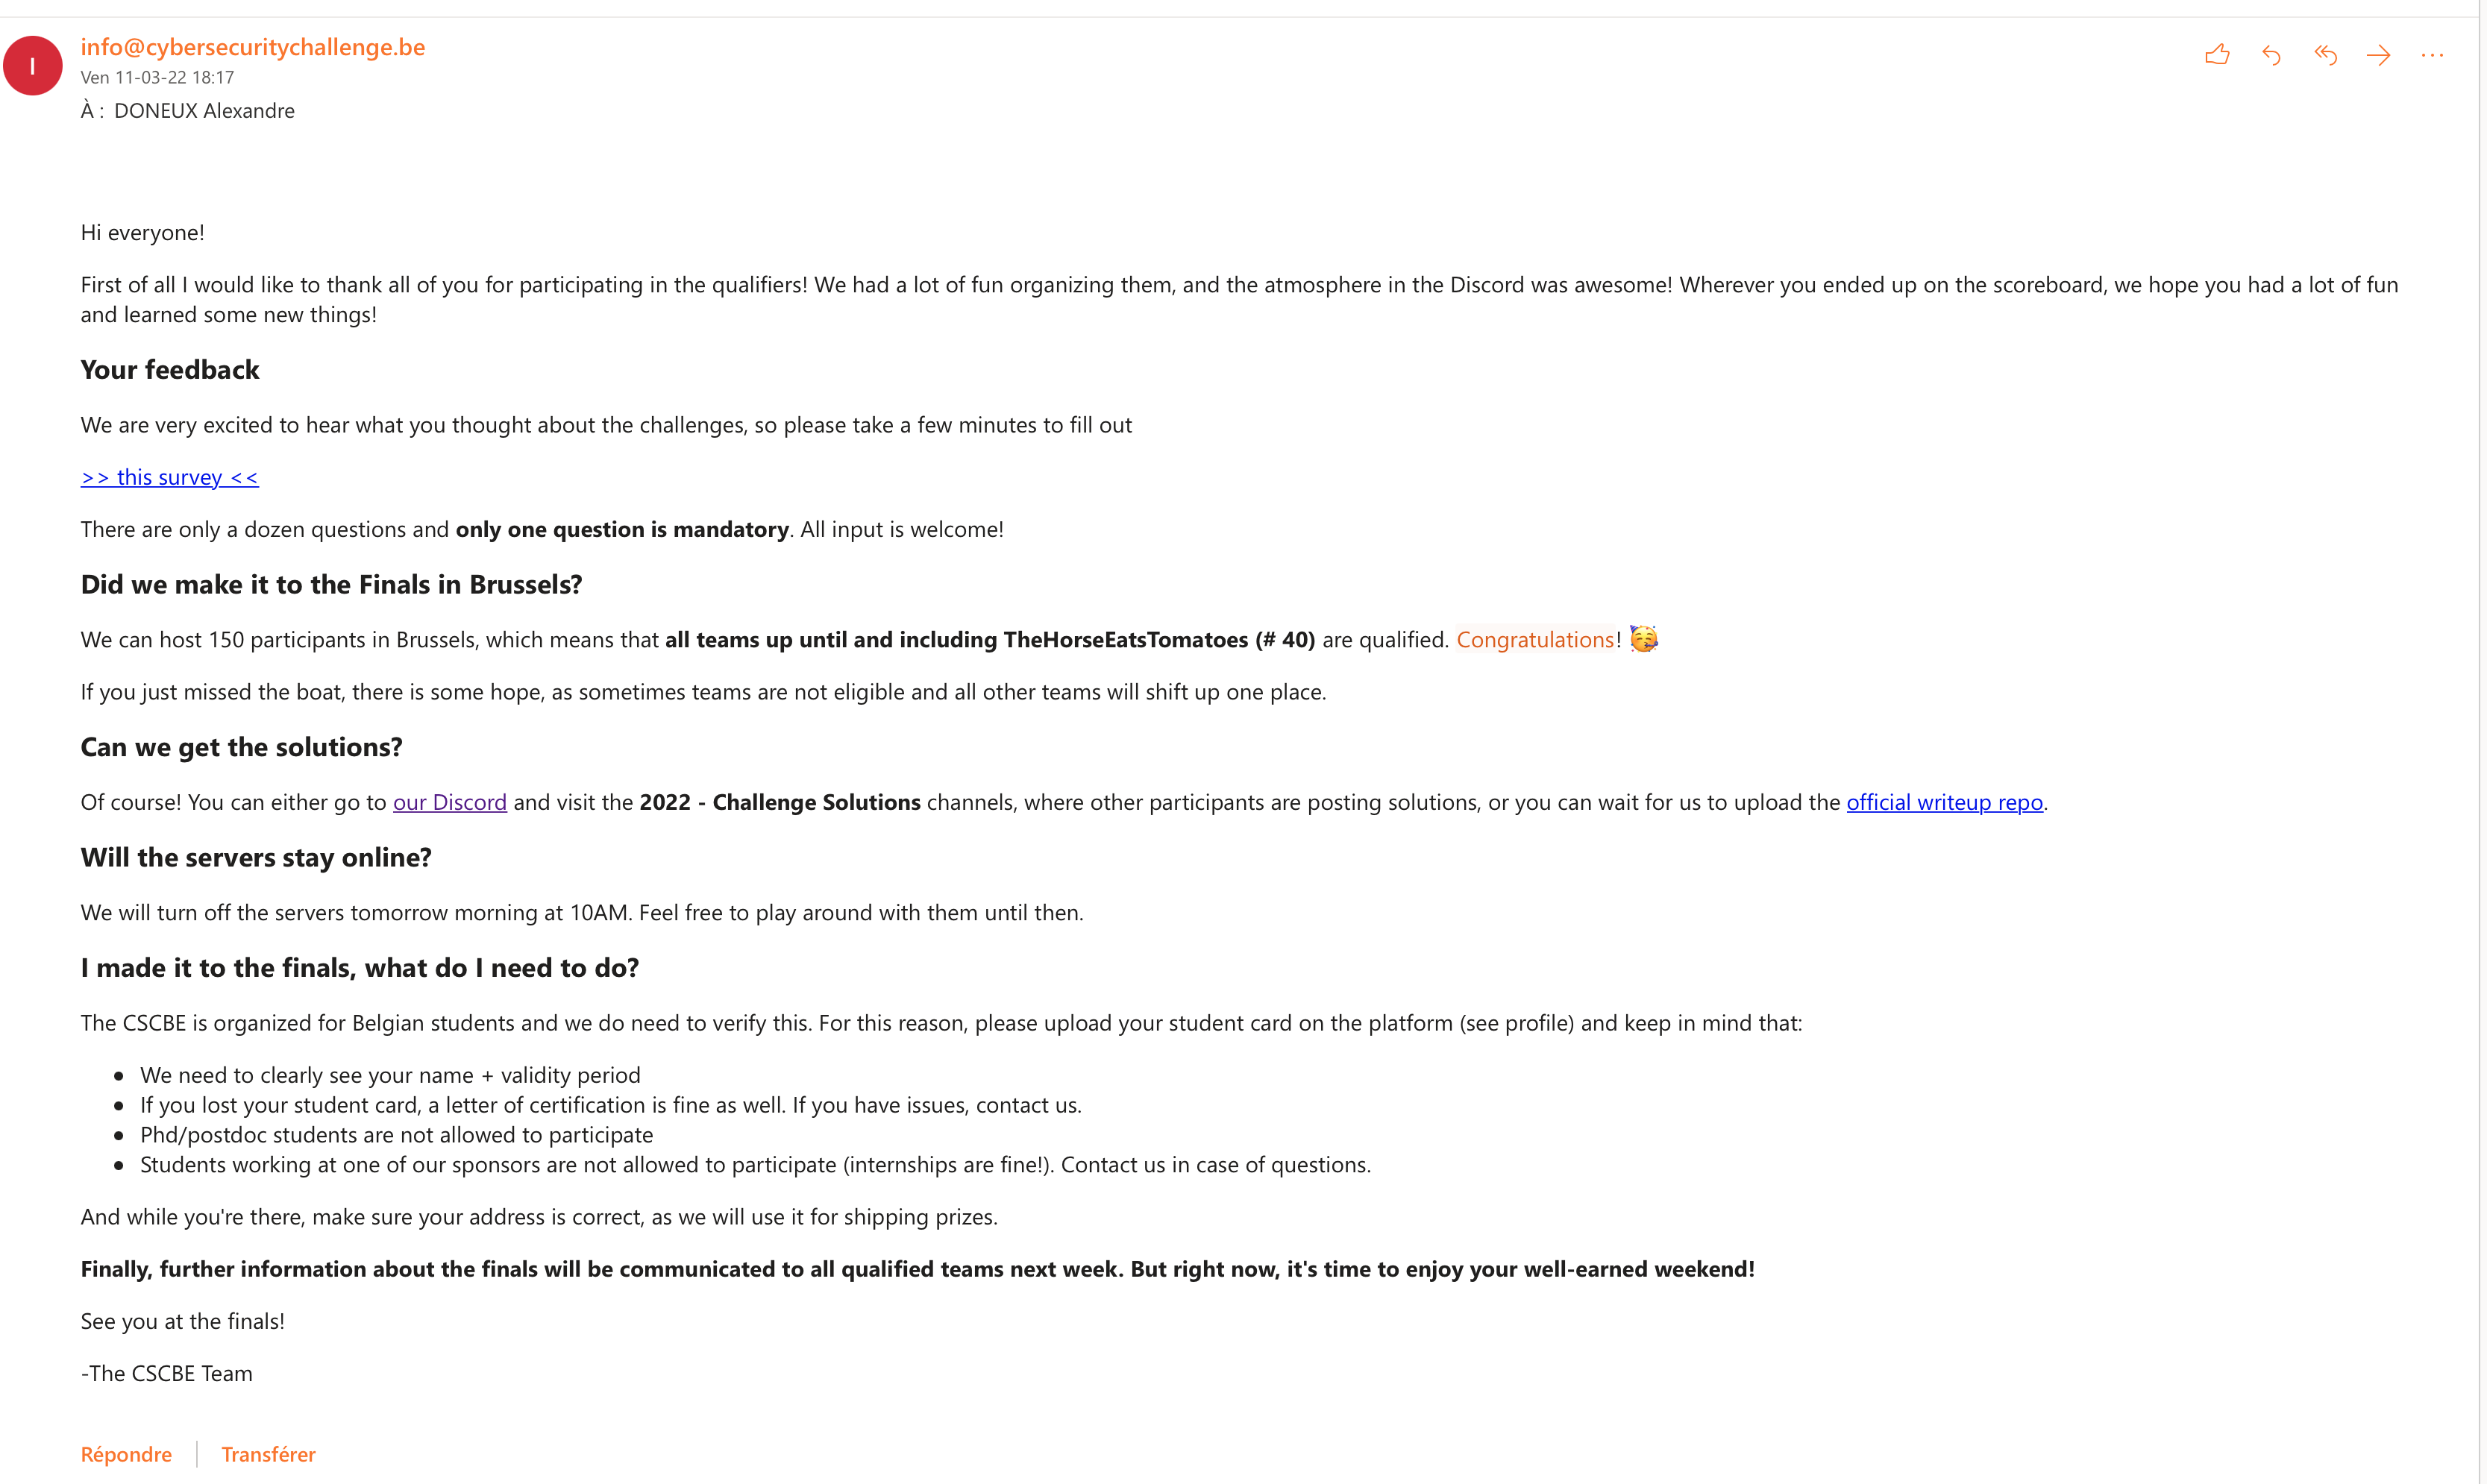 I
info@cybersecuritychallenge.be
Ven 11-03-22 18:17
À : DONEUX Alexandre
Hi everyone!
First of all I would like to thank all of you for participating in the qualifiers! We had a lot of fun organizing them, and the atmosphere in the Discord was awesome! Wherever you ended up on the scoreboard, we hope you had a lot of fun
and learned some new things!
Your feedback
We are very excited to hear what you thought about the challenges, so please take a few minutes to fill out
>> this survey <<
There are only a dozen questions and only one question is mandatory. All input is welcome!
Did we make it to the Finals in Brussels?
We can host 150 participants in Brussels, which means that all teams up until and including TheHorseEatsTomatoes (# 40) are qualified. Congratulations! 🥳
If you just missed the boat, there is some hope, as sometimes teams are not eligible and all other teams will shift up one place.
Can we get the solutions?
Of course! You can either go to our Discord and visit the 2022 - Challenge Solutions channels, where other participants are posting solutions, or you can wait for us to upload the official writeup repo.
Will the servers stay online?
We will turn off the servers tomorrow morning at 10AM. Feel free to play around with them until then.
I made it to the finals, what do I need to do?
The CSCBE is organized for Belgian students and we do need to verify this. For this reason, please upload your student card on the platform (see profile) and keep in mind that:
● We need to clearly see your name + validity period
● If you lost your student card, a letter of certification is fine as well. If you have issues, contact us.
● Phd/postdoc students are not allowed to participate
● Students working at one of our sponsors are not allowed to participate (internships are fine!). Contact us in case of questions.
And while you're there, make sure your address is correct, as we will use it for shipping prizes.
Finally, further information about the finals will be communicated to all qualified teams next week. But right now, it's time to enjoy your well-earned weekend!
See you at the finals!
-The CSCBE Team
Répondre | Transférer